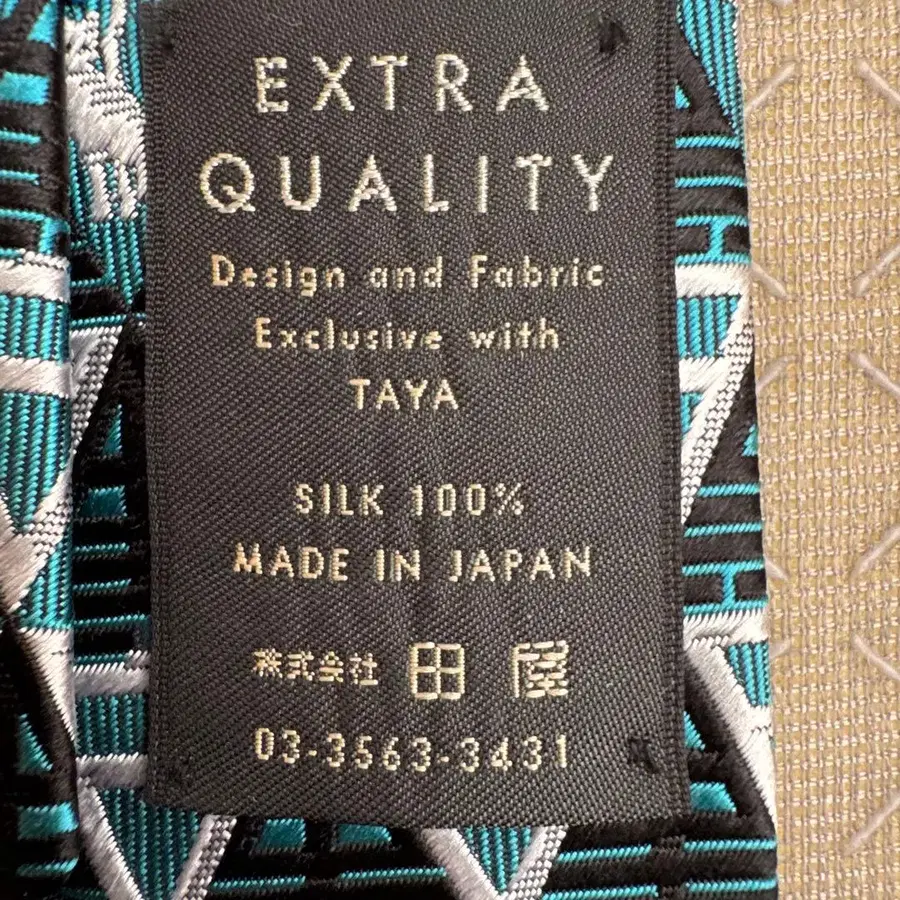 EXTRA
QUALITY
Design and Fabric
Exclusive with
TAYA
SILK 100%
MADE IN JAPAN
株式会社 田屋
03-3563-3431